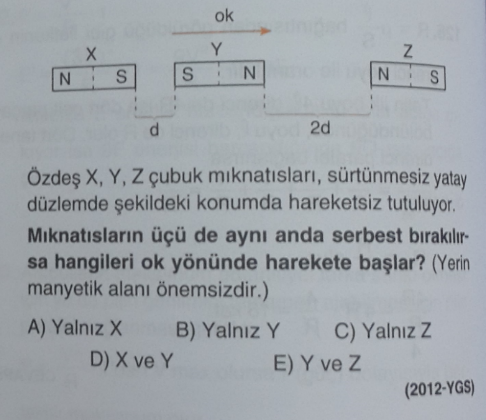 ok
X Y Z
N S S N N S
d 2d
Özdeş X, Y, Z çubuk mıknatısları, sürtünmesiz yatay
düzlemde şekildeki konumda hareketsiz tutuluyor.
Mıknatısların üçü de aynı anda serbest bırakılır-
sa hangileri ok yönünde harekete başlar? (Yerin
manyetik alanı önemsizdir.)
A) Yalnız X B) Yalnız Y C) Yalnız Z
D) X ve Y E) Y ve Z
(2012-YGS)